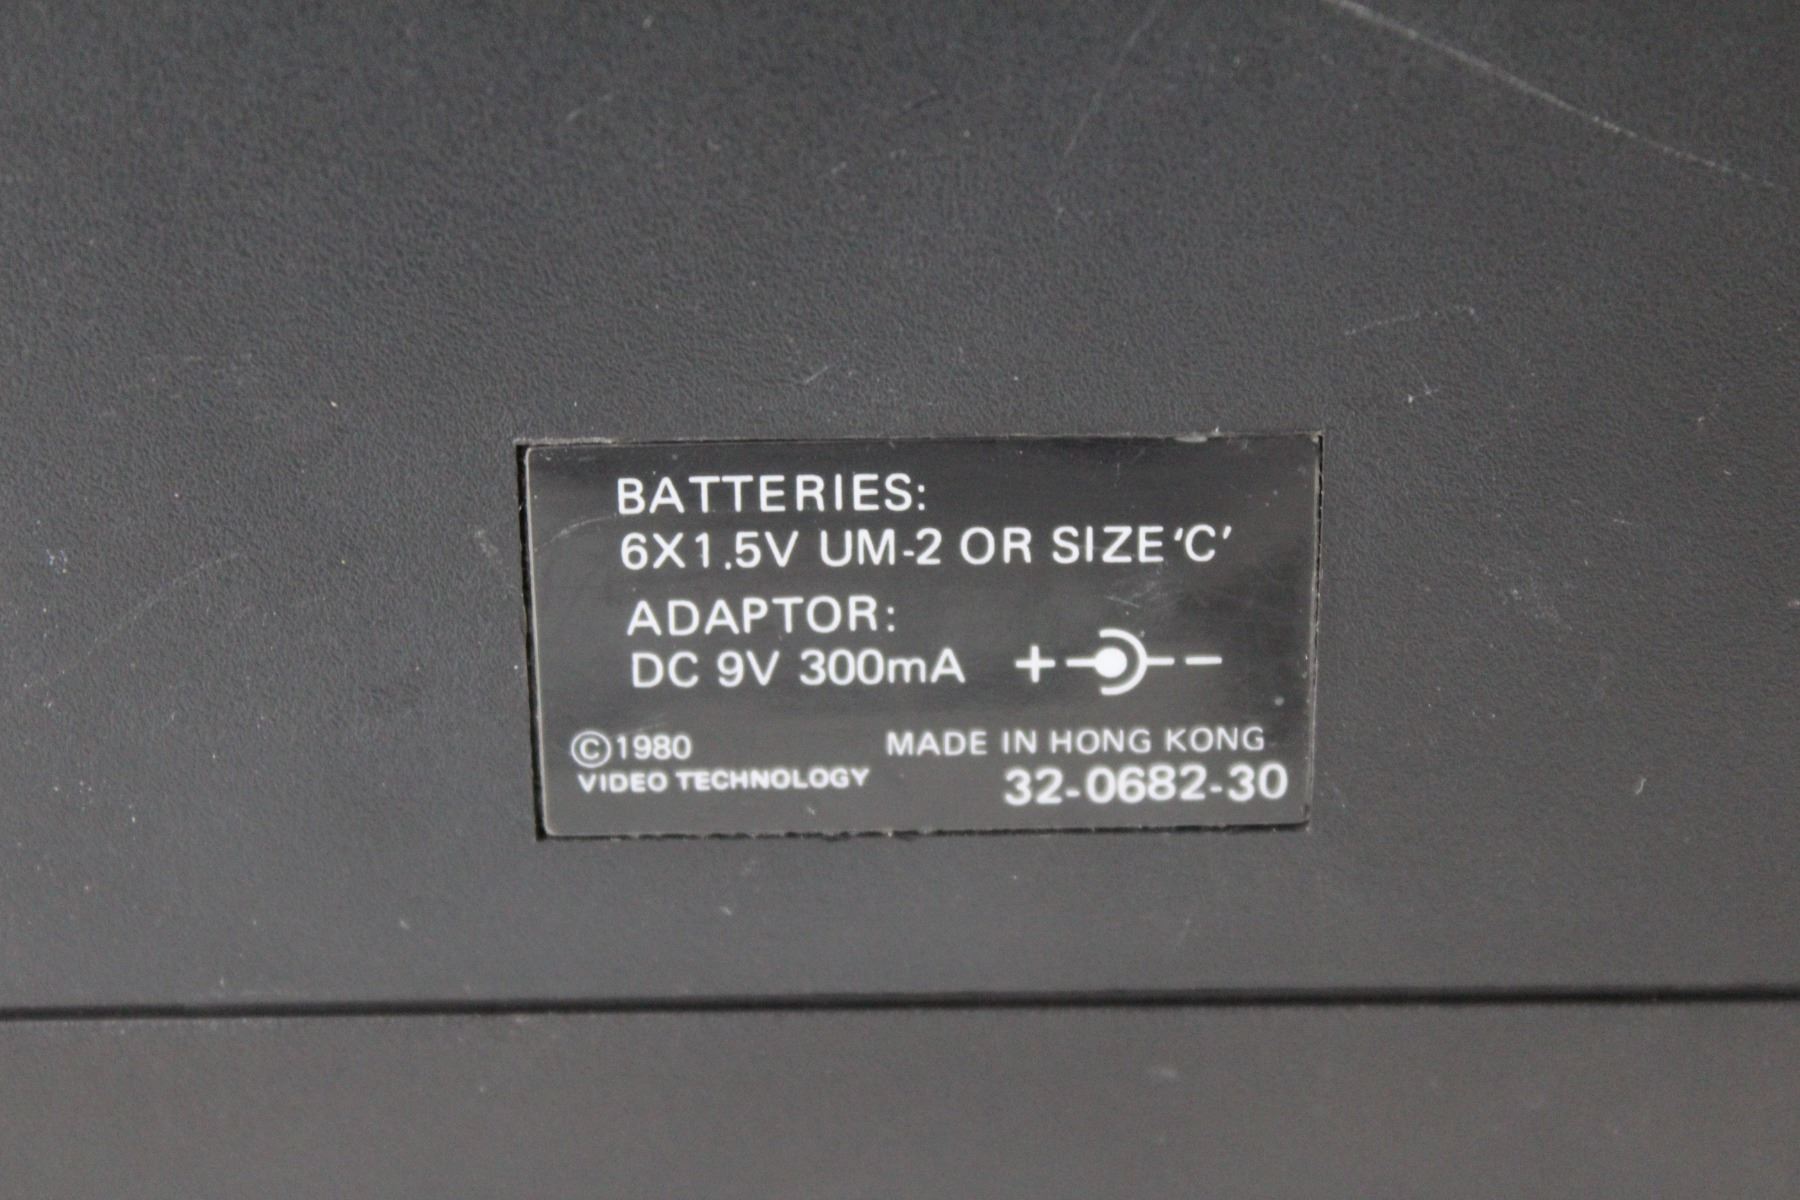 BATTERIES:
6X1.5V UM-2 OR SIZE 'C'
ADAPTOR:
DC 9V 300mA + −
©1980 MADE IN HONG KONG
VIDEO TECHNOLOGY 32-0682-30